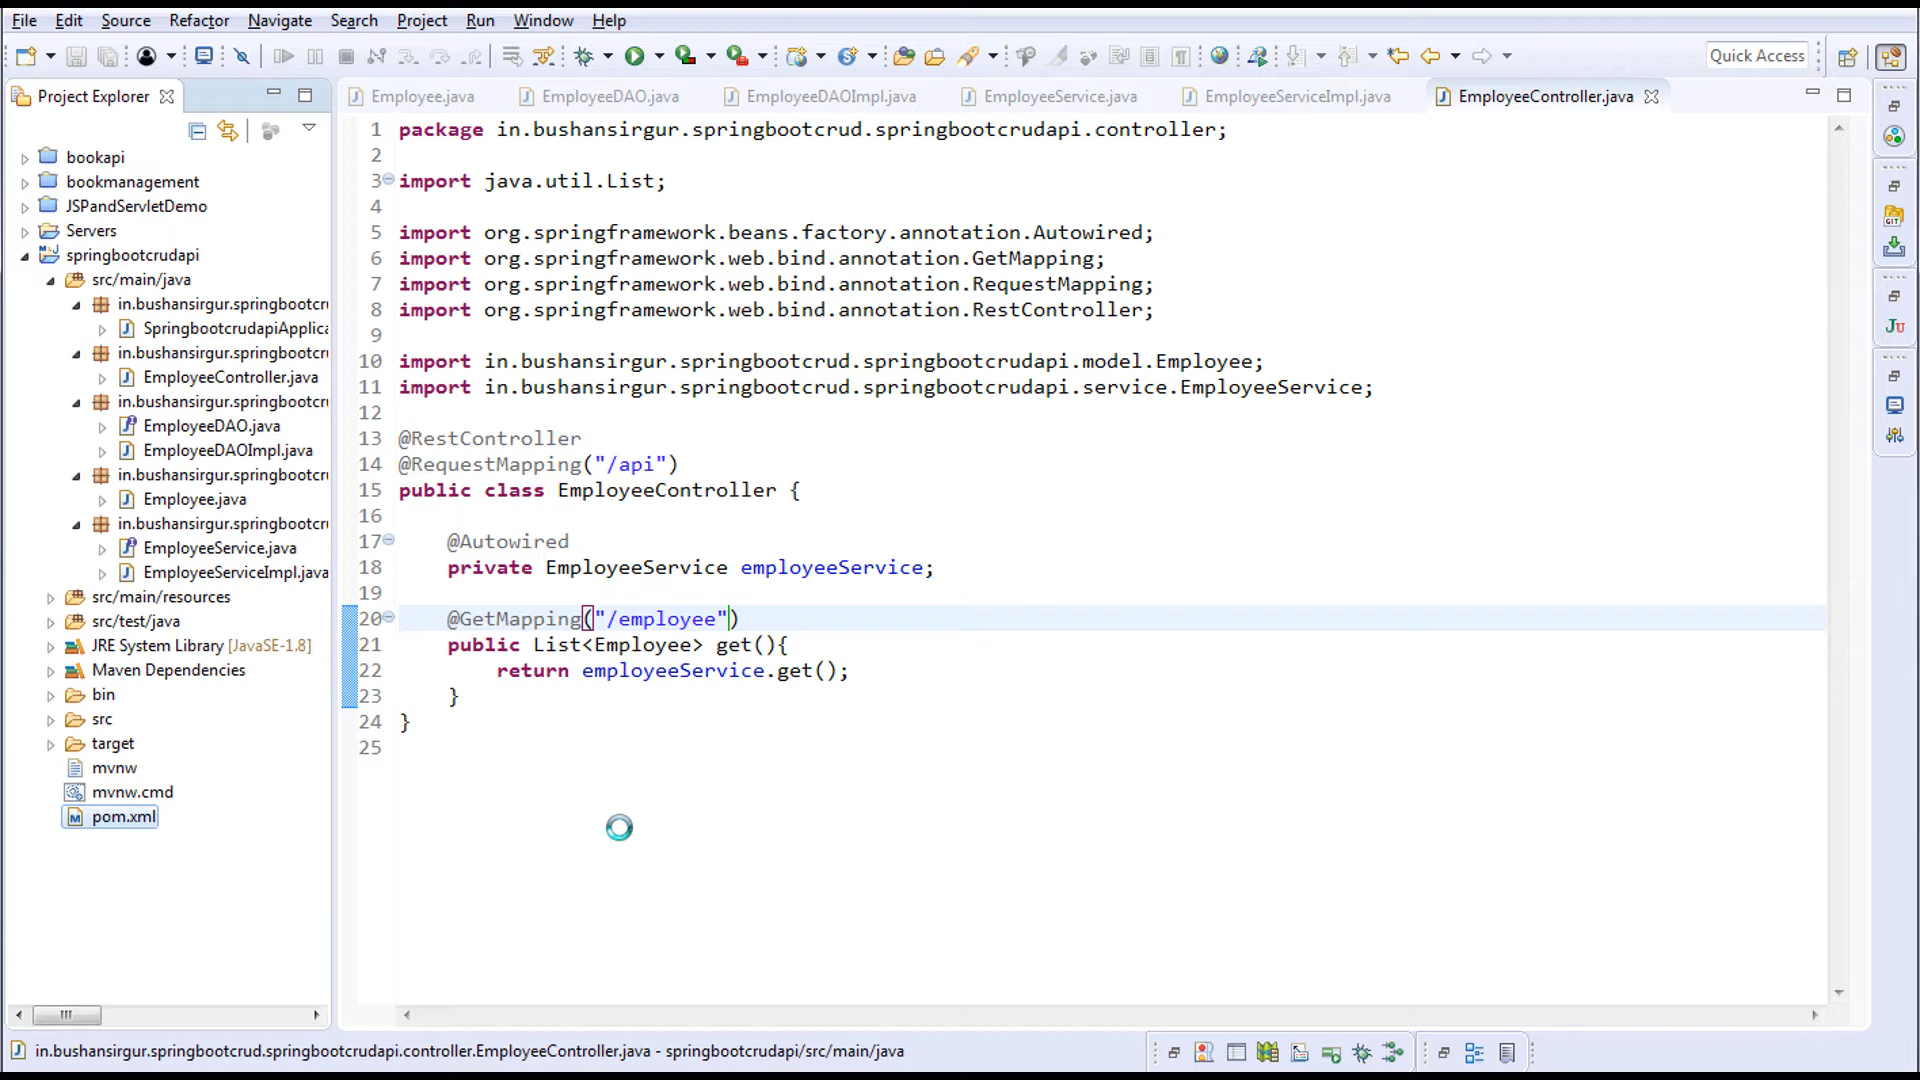 File Edit Source Refactor Navigate Search Project Run Window Help
Quick Access
Project Explorer
Employee.java EmployeeDAO.java EmployeeDAOImpl.java EmployeeService.java EmployeeServiceImpl.java EmployeeController.java
bookapi
bookmanagement
JSPandServletDemo
Servers
springbootcrudapi
src/main/java
in.bushansirgur.springbootcru
SpringbootcrudapiApplica
in.bushansirgur.springbootcru
EmployeeController.java
in.bushansirgur.springbootcru
EmployeeDAO.java
EmployeeDAOImpl.java
in.bushansirgur.springbootcru
Employee.java
in.bushansirgur.springbootcru
EmployeeService.java
EmployeeServiceImpl.java
src/main/resources
src/test/java
JRE System Library [JavaSE-1.8]
Maven Dependencies
bin
src
target
mvnw
mvnw.cmd
pom.xml
1 package in.bushansirgur.springbootcrud.springbootcrudapi.controller;
2
3 import java.util.List;
4
5 import org.springframework.beans.factory.annotation.Autowired;
6 import org.springframework.web.bind.annotation.GetMapping;
7 import org.springframework.web.bind.annotation.RequestMapping;
8 import org.springframework.web.bind.annotation.RestController;
9
10 import in.bushansirgur.springbootcrud.springbootcrudapi.model.Employee;
11 import in.bushansirgur.springbootcrud.springbootcrudapi.service.EmployeeService;
12
13 @RestController
14 @RequestMapping("/api")
15 public class EmployeeController {
16
17 @Autowired
18 private EmployeeService employeeService;
19
20 @GetMapping("/employee")
21 public List<Employee> get(){
22 return employeeService.get();
23 }
24 }
25
in.bushansirgur.springbootcrud.springbootcrudapi.controller.EmployeeController.java - springbootcrudapi/src/main/java